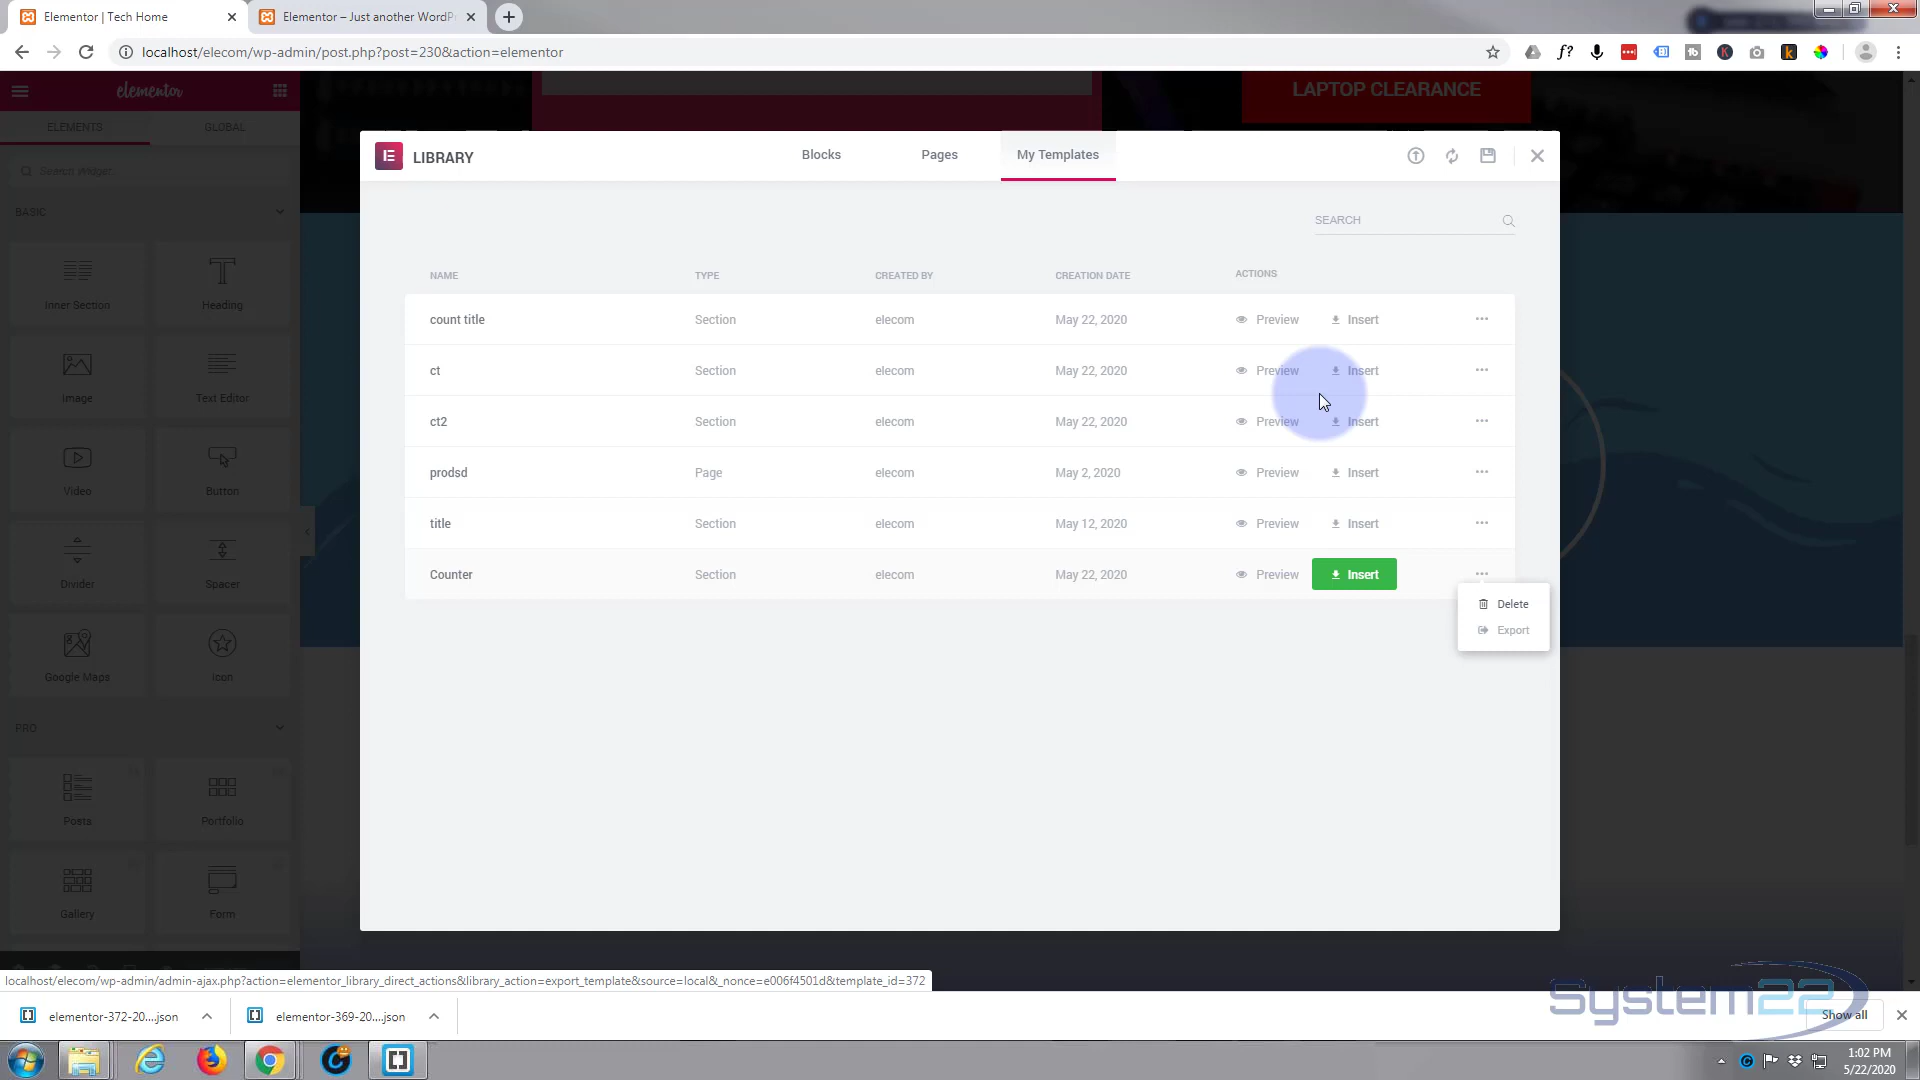 Elementor | Tech Home
Elementor – Just another WordP
localhost/elecom/wp-admin/post.php?post=230&action=elementor
elementor
LAPTOP CLEARANCE
ELEMENTS
GLOBAL
LIBRARY
Blocks
Pages
My Templates
Search Widget...
SEARCH
BASIC
NAME
TYPE
CREATED BY
CREATION DATE
ACTIONS
Inner Section
Heading
count title
Section
elecom
May 22, 2020
Preview
Insert
ct
Section
elecom
May 22, 2020
Preview
Insert
Image
Text Editor
ct2
Section
elecom
May 22, 2020
Preview
Insert
prodsd
Page
elecom
May 2, 2020
Preview
Insert
Video
Button
title
Section
elecom
May 12, 2020
Preview
Insert
Counter
Section
elecom
May 22, 2020
Preview
Insert
Divider
Spacer
Delete
Export
Google Maps
Icon
PRO
Posts
Portfolio
Gallery
Form
localhost/elecom/wp-admin/admin-ajax.php?action=elementor_library_direct_actions&library_action=export_template&source=local&_nonce=e006f4501d&template_id=372
System22
elementor-372-20....json
elementor-369-20....json
Show all
1:02 PM
5/22/2020